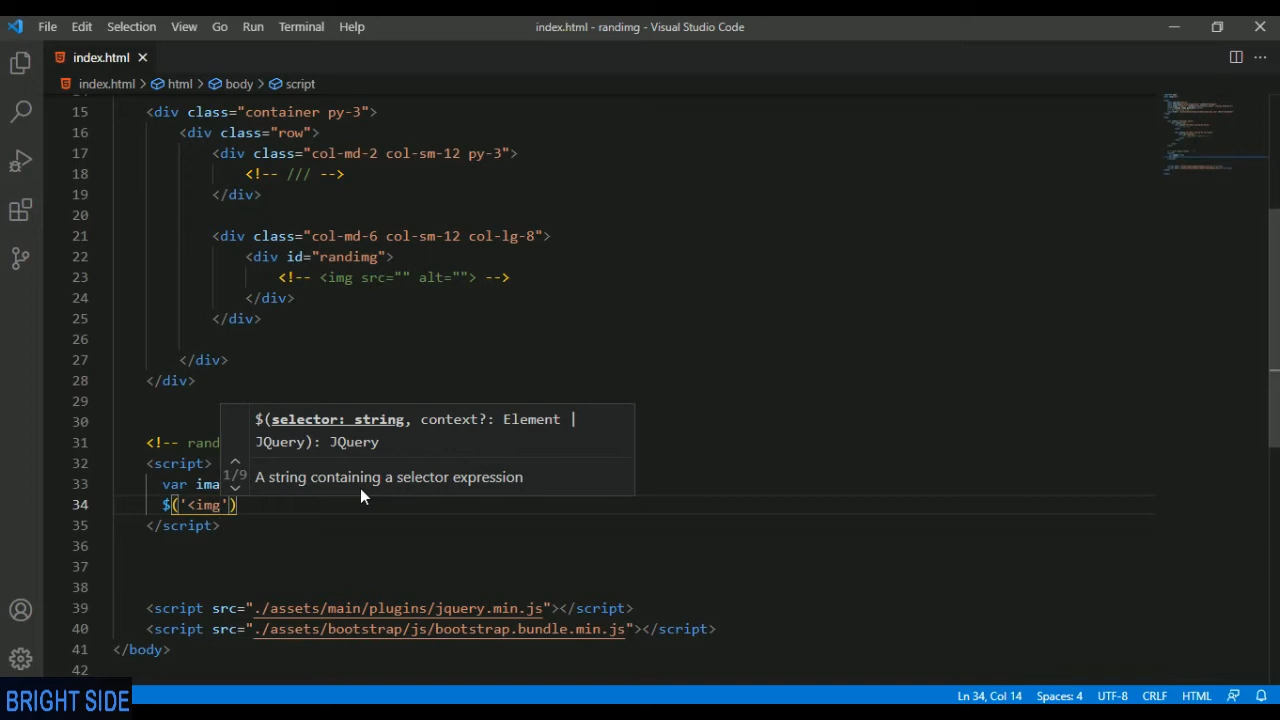 File Edit Selection View Go Run Terminal Help index.html - randimg - Visual Studio Code
index.html
index.html > html > body > script
15 <div class="container py-3">
16 <div class="row">
17 <div class="col-md-2 col-sm-12 py-3">
18 <!-- /// -->
19 </div>
20
21 <div class="col-md-6 col-sm-12 col-lg-8">
22 <div id="randimg">
23 <!-- <img src="" alt=""> -->
24 </div>
25 </div>
26
27 </div>
28 </div>
29
30
$(selector: string, context?: Element |
JQuery): JQuery
1/9
A string containing a selector expression
31 <!-- rand
32 <script>
33 var ima
34 $('<img')
35 </script>
36
37
38
39 <script src="./assets/main/plugins/jquery.min.js"></script>
40 <script src="./assets/bootstrap/js/bootstrap.bundle.min.js"></script>
41 </body>
42
BRIGHT SIDE
Ln 34, Col 14 Spaces: 4 UTF-8 CRLF HTML